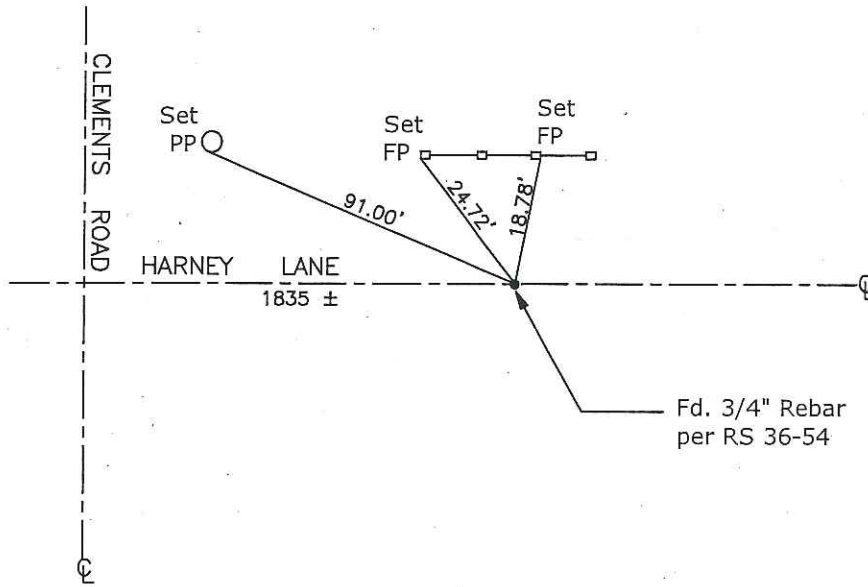 CLEMENTS ROAD
Set
PP
Set
FP
Set
FP
91.00'
24.72'
18.78'
HARNEY LANE
1835 ±
℄
Fd. 3/4" Rebar
per RS 36-54
℄